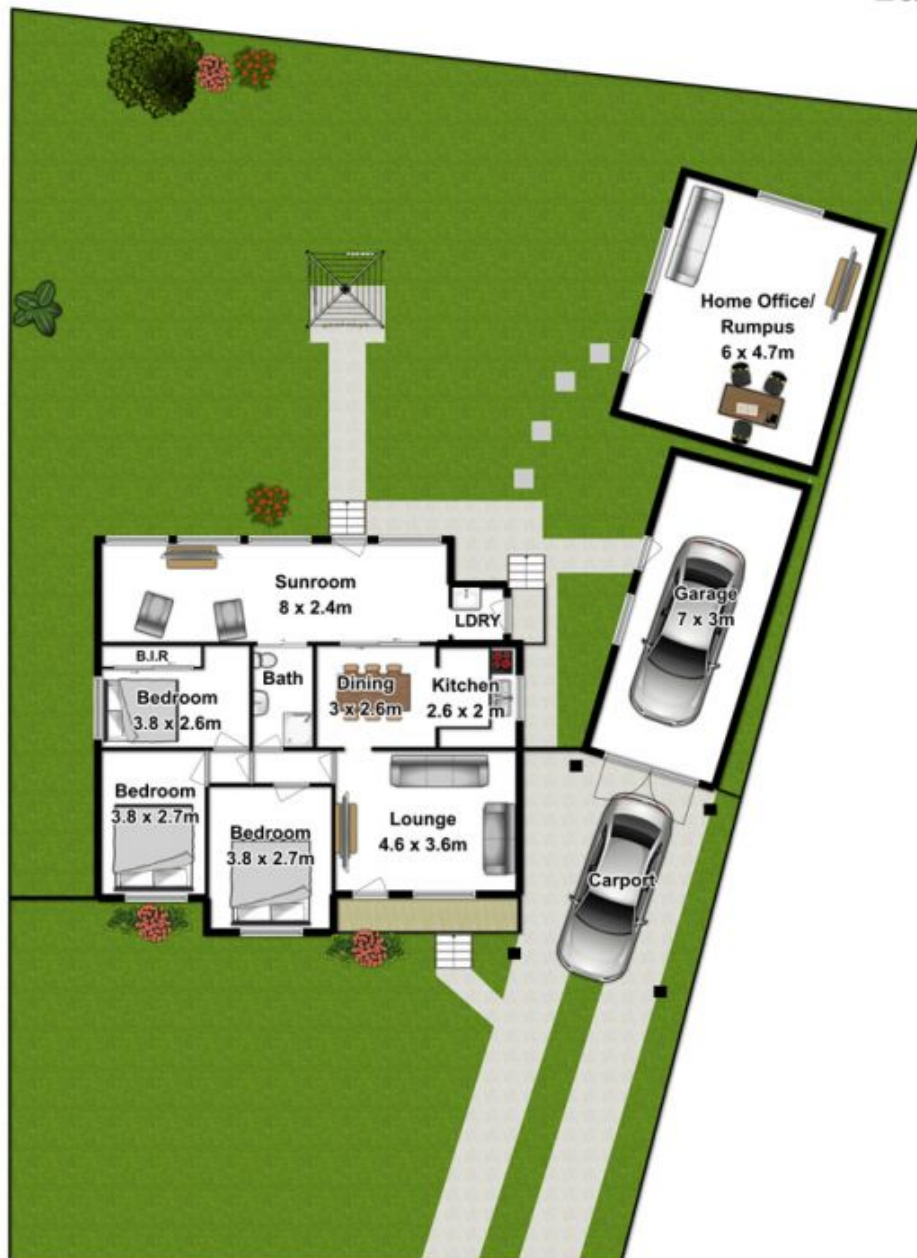 Home Office/
Rumpus
6 x 4.7m
Sunroom
8 x 2.4m
LDRY
Garage
7 x 3m
B.I.R
Bedroom
3.8 x 2.6m
Bath
Dining
3 x 2.6m
Kitchen
2.6 x 2 m
Bedroom
3.8 x 2.7m
Bedroom
3.8 x 2.7m
Lounge
4.6 x 3.6m
Carport